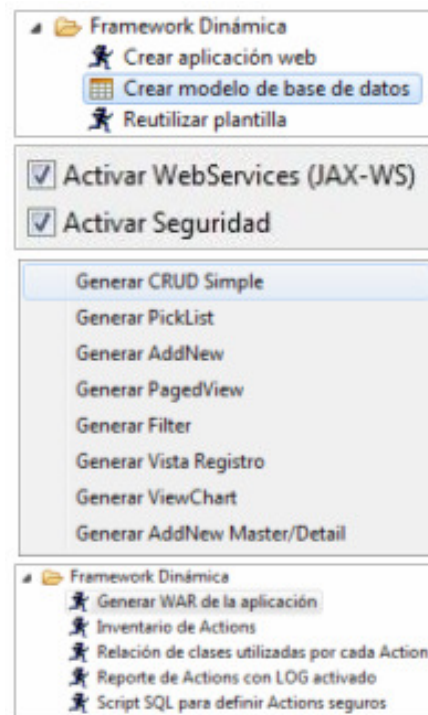 Framework Dinámica
Crear aplicación web
Crear modelo de base de datos
Reutilizar plantilla
Activar WebServices (JAX-WS)
Activar Seguridad
Generar CRUD Simple
Generar PickList
Generar AddNew
Generar PagedView
Generar Filter
Generar Vista Registro
Generar ViewChart
Generar AddNew Master/Detail
Framework Dinámica
Generar WAR de la aplicación
Inventario de Actions
Relación de clases utilizadas por cada Action
Reporte de Actions con LOG activado
Script SQL para definir Actions seguros